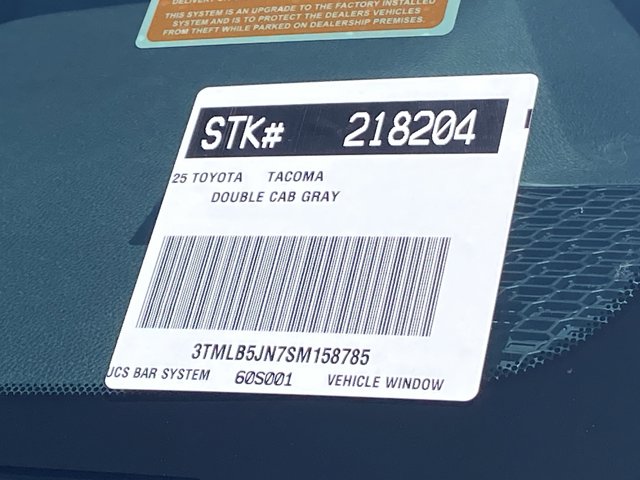 THIS SYSTEM IS AN UPGRADE TO THE FACTORY INSTALLED
SYSTEM AND IS TO PROTECT THE DEALERS VEHICLES
FROM THEFT WHILE PARKED ON DEALERSHIP PREMISES.
STK# 218204
25 TOYOTA TACOMA
DOUBLE CAB GRAY
3TMLB5JN7SM158785
UCS BAR SYSTEM 60S001 VEHICLE WINDOW